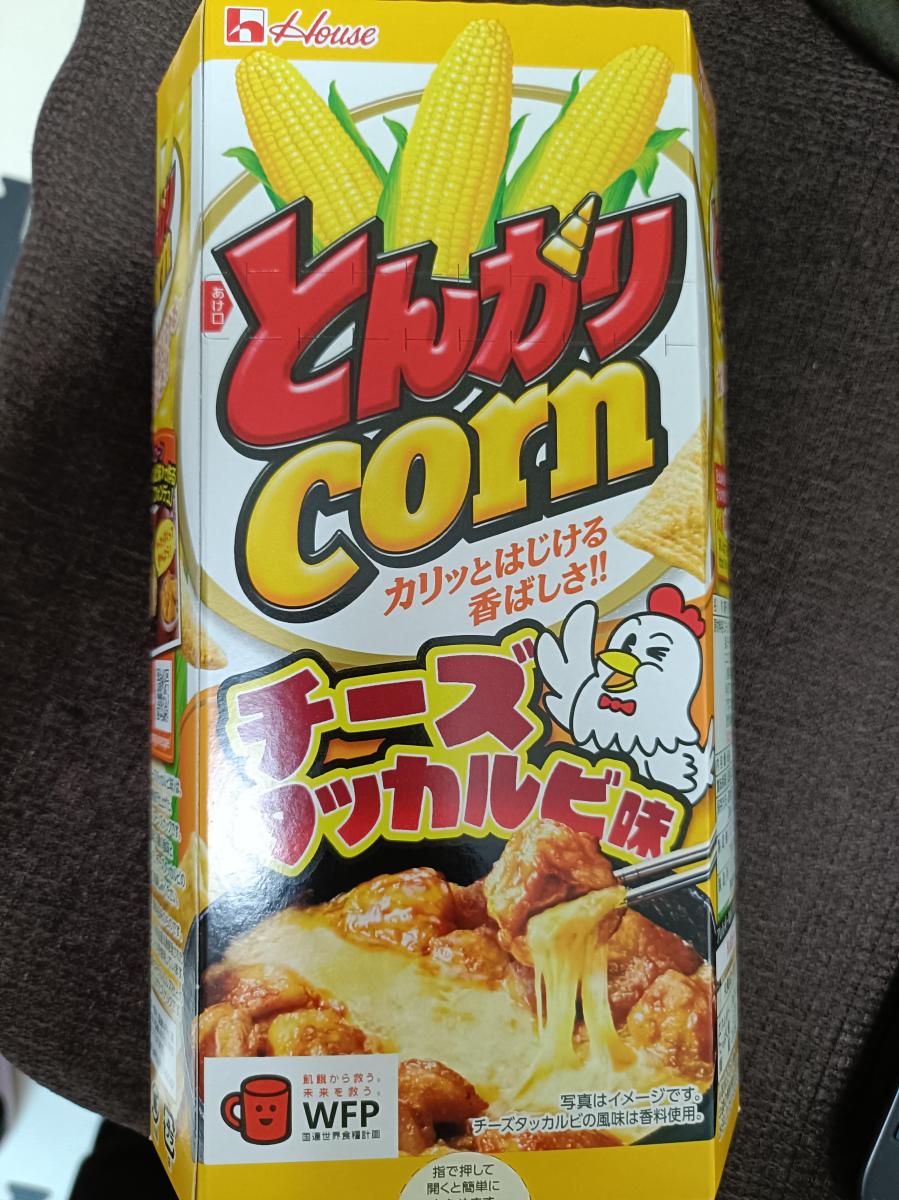 House
あけ口
とんがり
corn
カリッとはじける
香ばしさ!!
チーズ
タッカルビ味
飢餓から救う。
未来を救う。
WFP
国連世界食糧計画
写真はイメージです。
チーズタッカルビの風味は香料使用。
指で押して
開くと簡単に